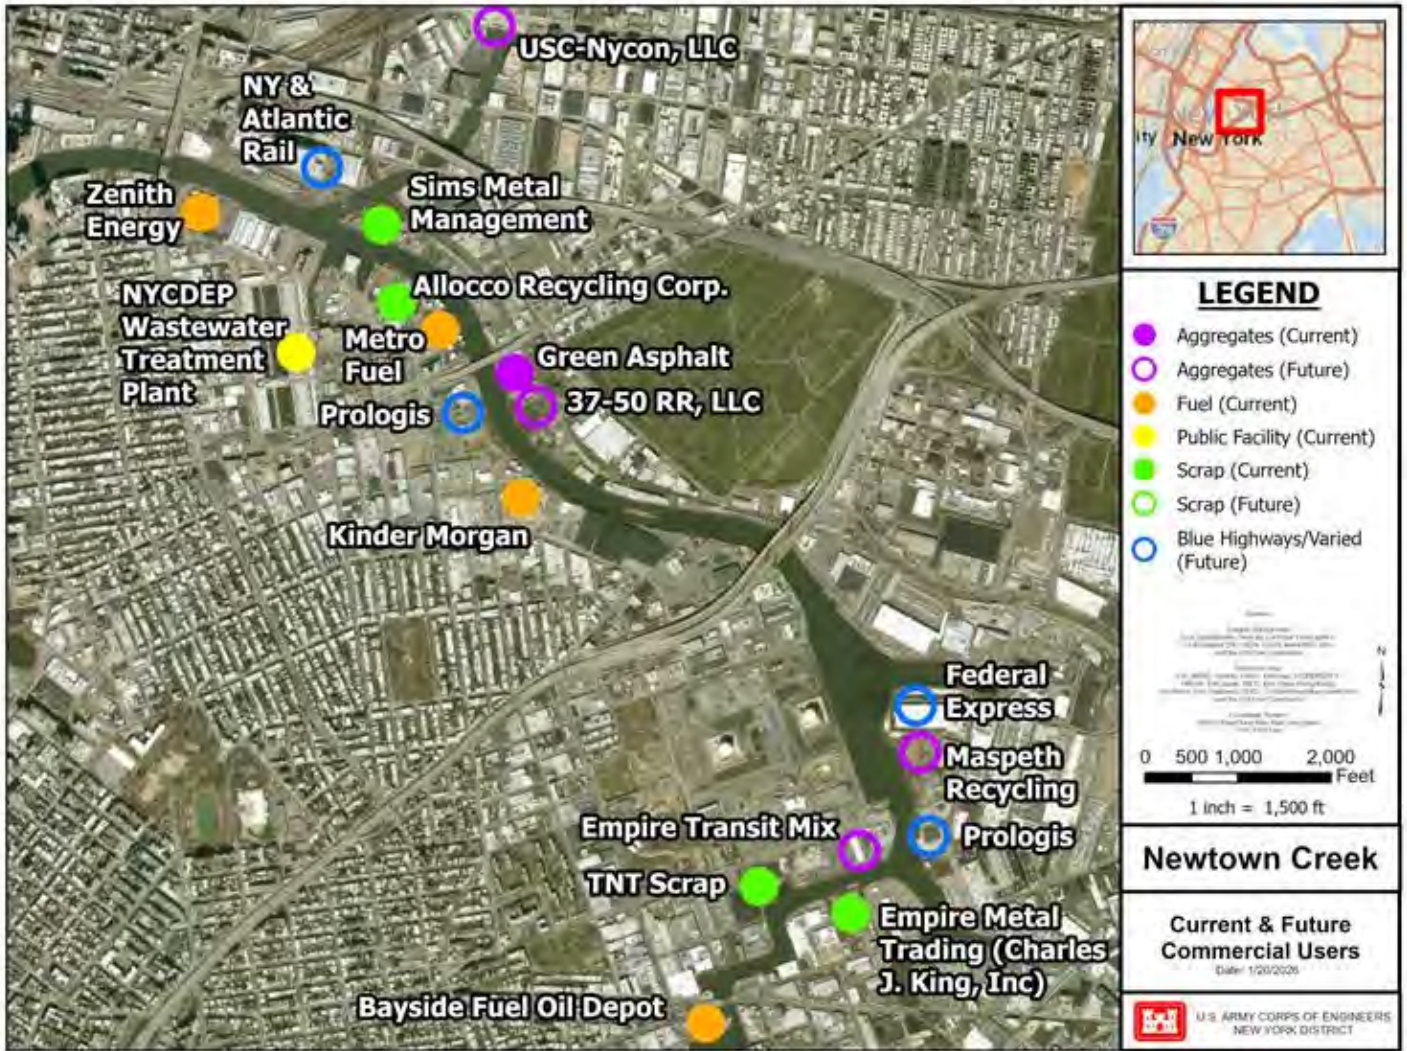 USC-Nycon, LLC
NY &
Atlantic
Rail
Zenith
Energy
Sims Metal
Management
NYCDEP
Wastewater
Treatment
Plant
Allocco Recycling Corp.
Metro
Fuel
Green Asphalt
Prologis
37-50 RR, LLC
Kinder Morgan
Federal
Express
Maspeth
Recycling
Empire Transit Mix
Prologis
TNT Scrap
Empire Metal
Trading (Charles
J. King, Inc)
Bayside Fuel Oil Depot
ity New York
LEGEND
Aggregates (Current)
Aggregates (Future)
Fuel (Current)
Public Facility (Current)
Scrap (Current)
Scrap (Future)
Blue Highways/Varied
(Future)
N
0 500 1,000 2,000
Feet
1 inch = 1,500 ft
Newtown Creek
Current & Future
Commercial Users
Date: 1/20/2026
U.S. ARMY CORPS OF ENGINEERS
NEW YORK DISTRICT